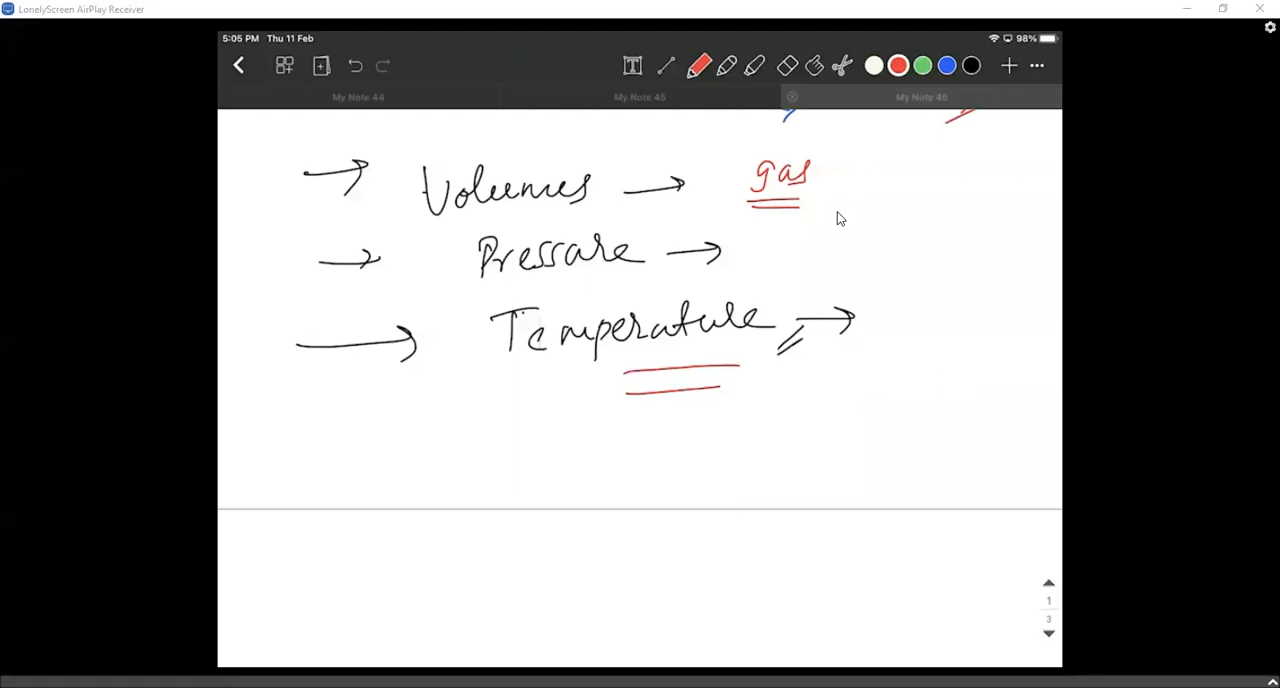 LonelyScreen AirPlay Receiver
5:05 PM Thu 11 Feb 98%
T
My Note 44 My Note 45 My Note 46
→ Volumes → gas
→ Pressure →
→ Temperature →
1
3